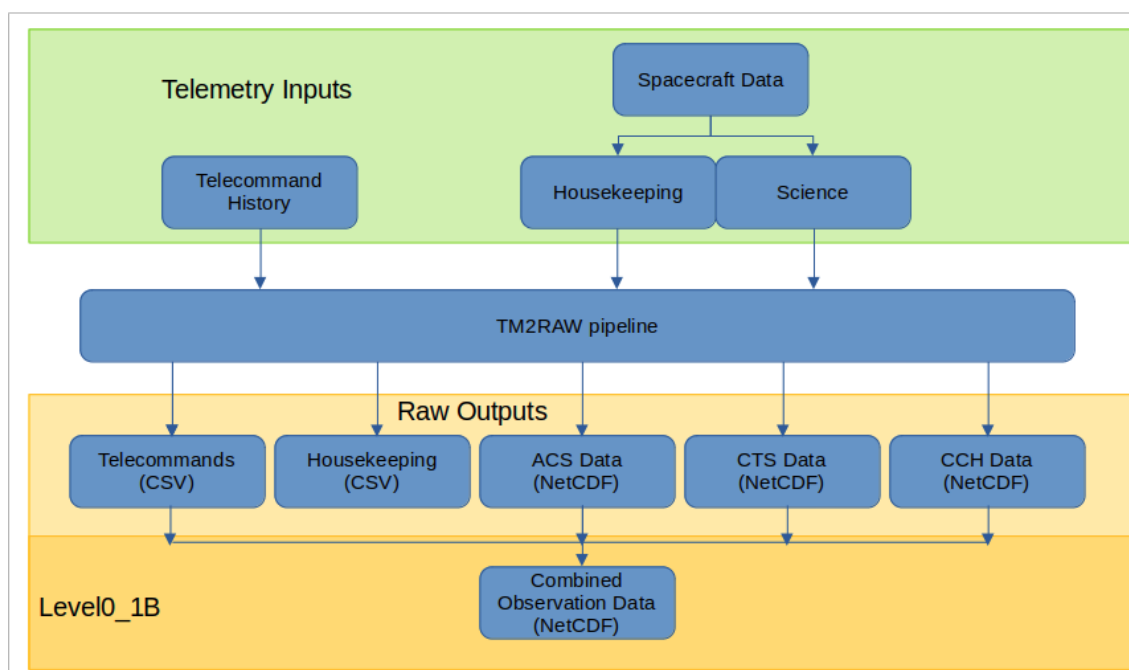 Telemetry Inputs
Spacecraft Data
Telecommand
History
Housekeeping
Science
TM2RAW pipeline
Raw Outputs
Telecommands
(CSV)
Housekeeping
(CSV)
ACS Data
(NetCDF)
CTS Data
(NetCDF)
CCH Data
(NetCDF)
Level0_1B
Combined
Observation Data
(NetCDF)